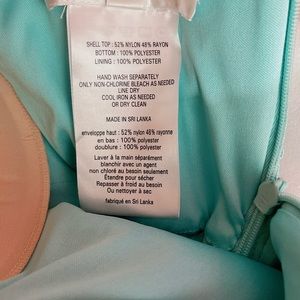 SHELL TOP : 52% NYLON 48% RAYON
BOTTOM : 100% POLYESTER
LINING : 100% POLYESTER
HAND WASH SEPARATELY
ONLY NON-CHLORINE BLEACH AS NEEDED
LINE DRY
COOL IRON AS NEEDED
OR DRY CLEAN
MADE IN SRI LANKA
enveloppe haut : 52% nylon 48% rayonne
en bas : 100% polyester
doublure : 100% polyester
Laver à la main séparément
blanchir avec un agent
non chloré au besoin seulement
Étendre pour sécher
Repasser à froid au besoin
Ou nettoyer à sec
fabriqué en Sri Lanka